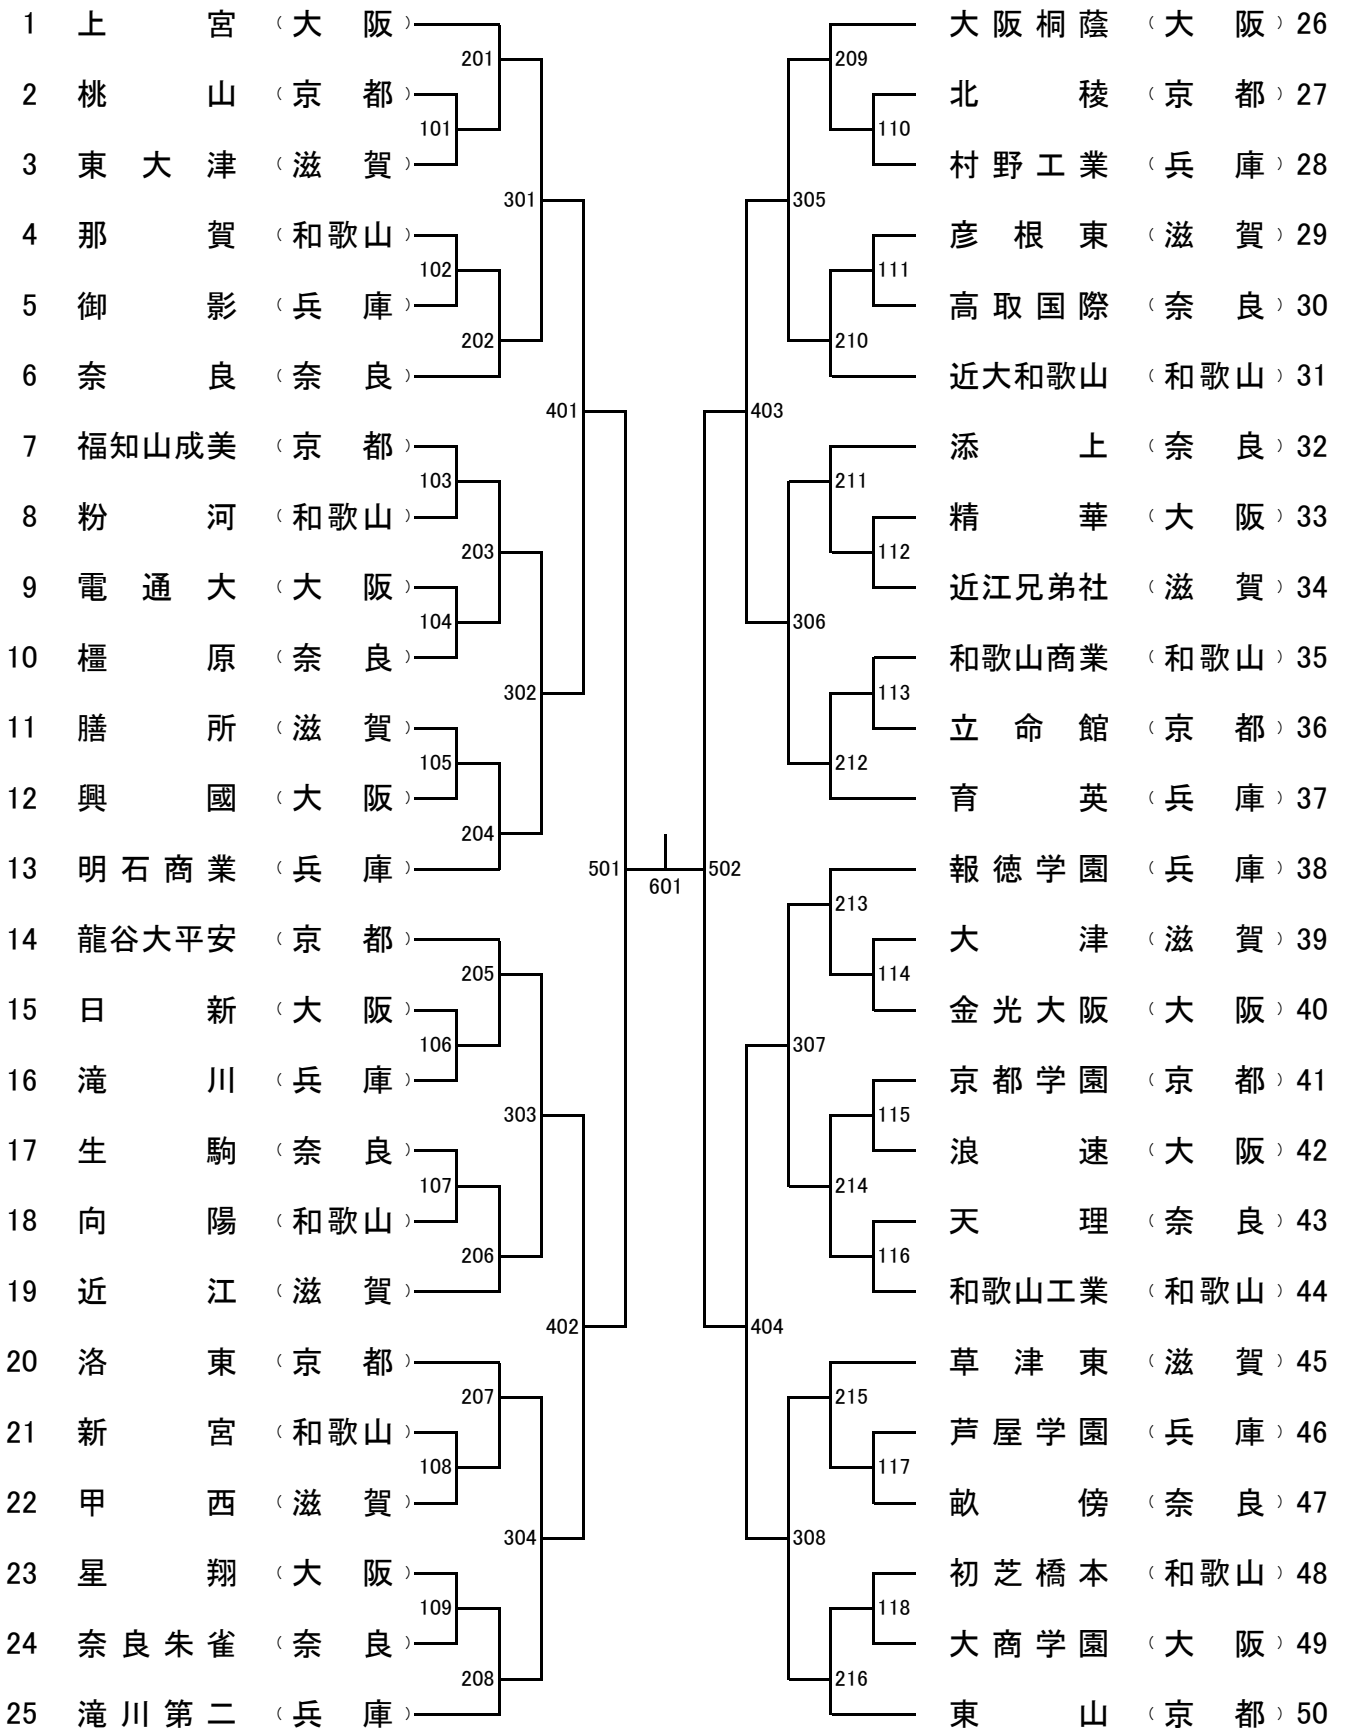 1 上宮 (大阪)
201
2 桃山 (京都)
101
3 東大津 (滋賀)
301
4 那賀 (和歌山)
102
5 御影 (兵庫)
202
6 奈良 (奈良)
401
7 福知山成美 (京都)
103
8 粉河 (和歌山)
203
9 電通大 (大阪)
104
10 橿原 (奈良)
302
11 膳所 (滋賀)
105
12 興國 (大阪)
204
13 明石商業 (兵庫)
501
14 龍谷大平安 (京都)
205
15 日新 (大阪)
106
16 滝川 (兵庫)
303
17 生駒 (奈良)
107
18 向陽 (和歌山)
206
19 近江 (滋賀)
402
20 洛東 (京都)
207
21 新宮 (和歌山)
108
22 甲西 (滋賀)
304
23 星翔 (大阪)
109
24 奈良朱雀 (奈良)
208
25 滝川第二 (兵庫)
601
大阪桐蔭 (大阪) 26
209
北稜 (京都) 27
110
村野工業 (兵庫) 28
305
彦根東 (滋賀) 29
111
高取国際 (奈良) 30
210
近大和歌山 (和歌山) 31
403
添上 (奈良) 32
211
精華 (大阪) 33
112
近江兄弟社 (滋賀) 34
306
和歌山商業 (和歌山) 35
113
立命館 (京都) 36
212
育英 (兵庫) 37
502
報徳学園 (兵庫) 38
213
大津 (滋賀) 39
114
金光大阪 (大阪) 40
307
京都学園 (京都) 41
115
浪速 (大阪) 42
214
天理 (奈良) 43
116
和歌山工業 (和歌山) 44
404
草津東 (滋賀) 45
215
芦屋学園 (兵庫) 46
117
畝傍 (奈良) 47
308
初芝橋本 (和歌山) 48
118
大商学園 (大阪) 49
216
東山 (京都) 50